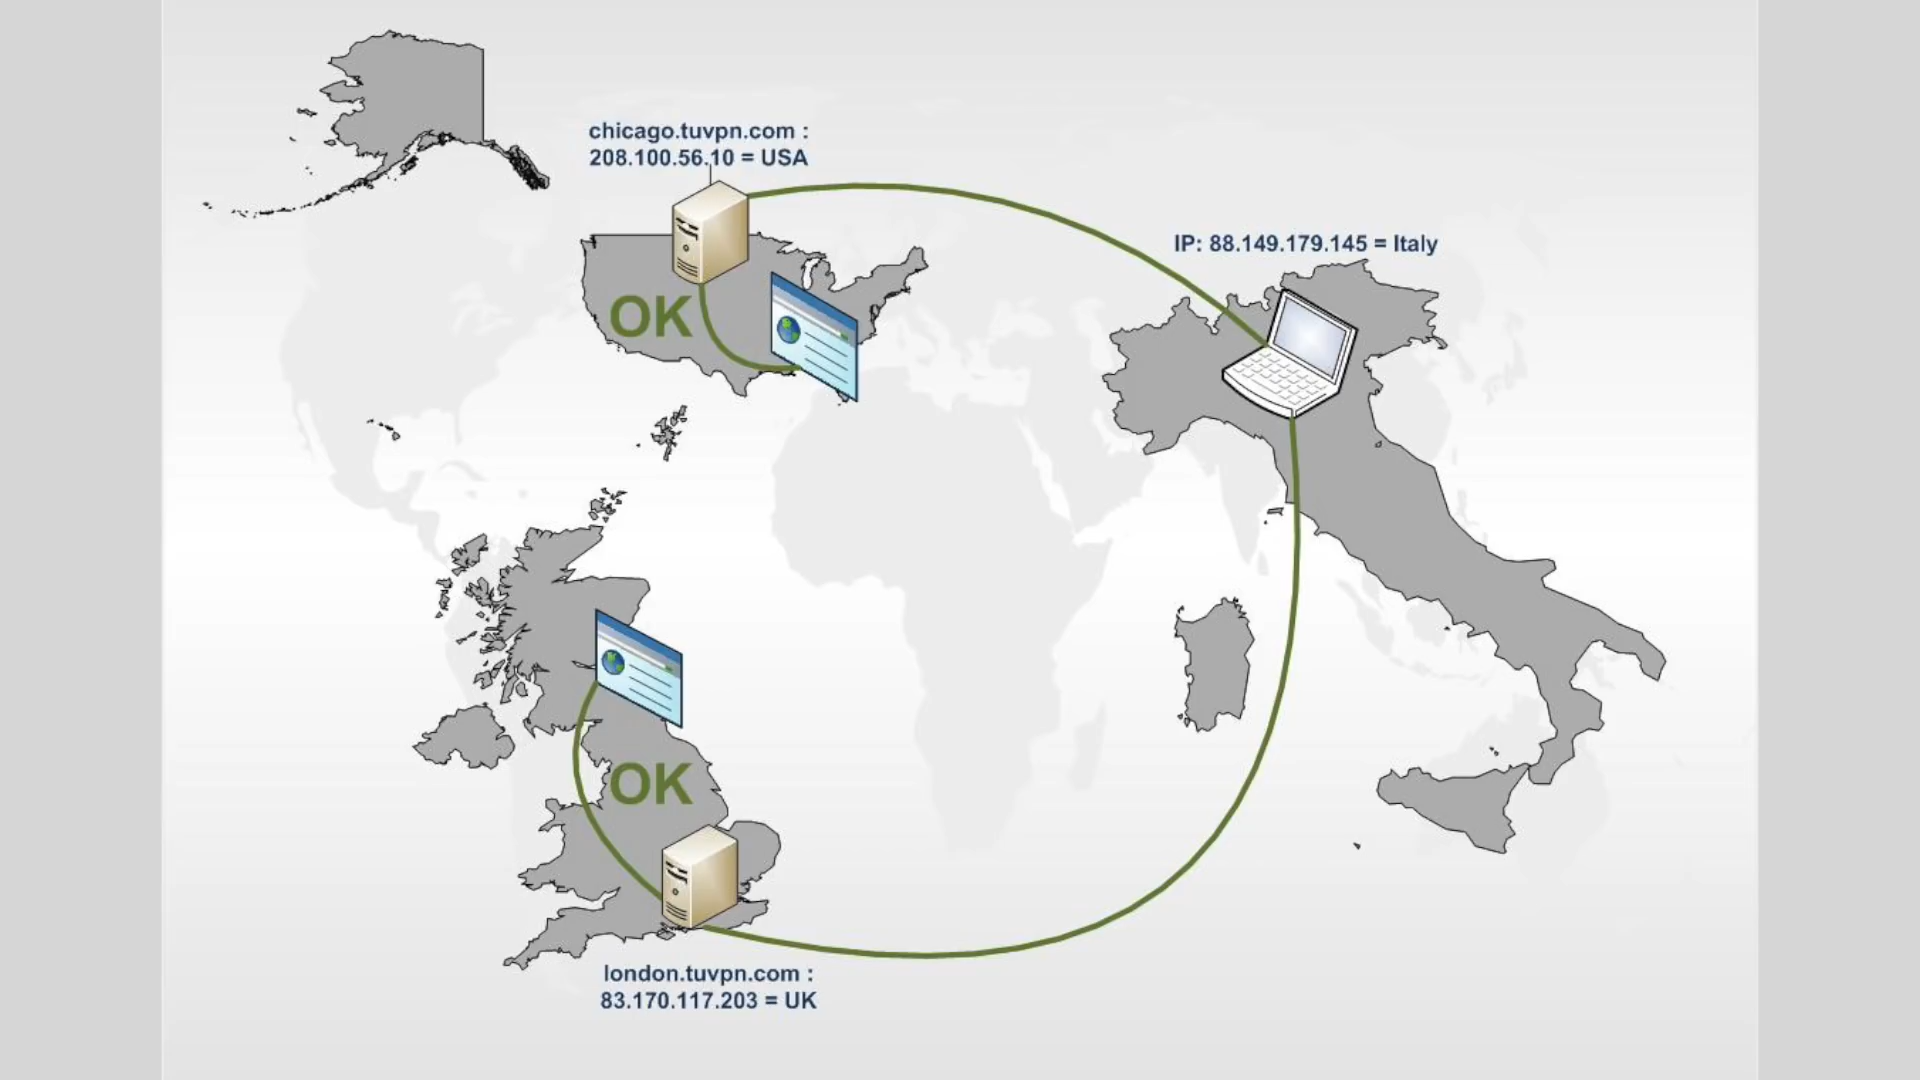 chicago.tuvpn.com :
208.100.56.10 = USA
IP: 88.149.179.145 = Italy
OK
OK
london.tuvpn.com :
83.170.117.203 = UK